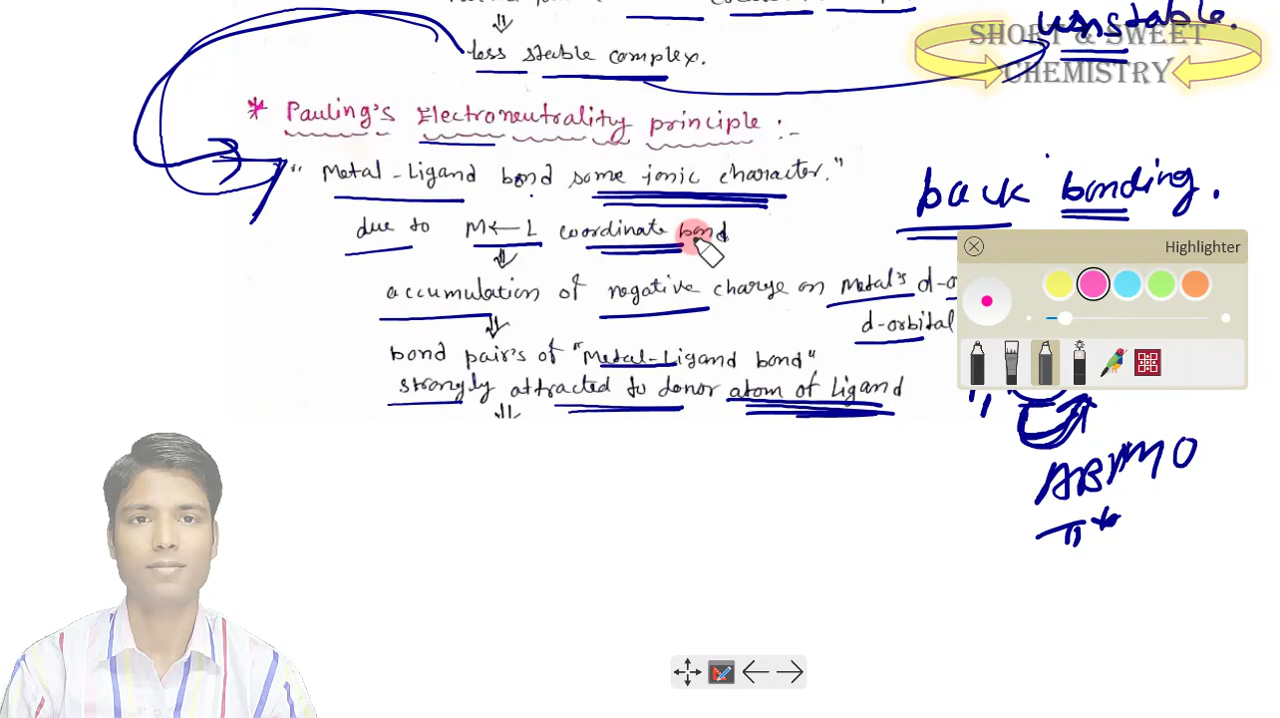 unstable.
SHORT & SWEET
CHEMISTRY
less stable complex.
* Pauling's Electroneutrality principle :-
"Metal-Ligand bond some ionic character."
back bonding.
due to M←L coordinate bond
Highlighter
accumulation of negative charge on Metal's d-o
d-orbital
bond pair's of "Metal-Ligand bond"
strongly attracted to donor atom of Ligand
ABMO
π*